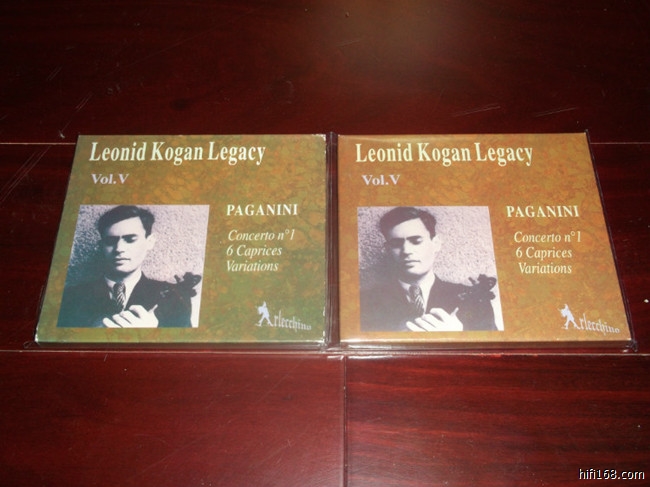 Leonid Kogan Legacy
Vol.V
PAGANINI
Concerto n°1
6 Caprices
Variations
Arlecchino
Leonid Kogan Legacy
Vol.V
PAGANINI
Concerto n°1
6 Caprices
Variations
Arlecchino
hifi168.com